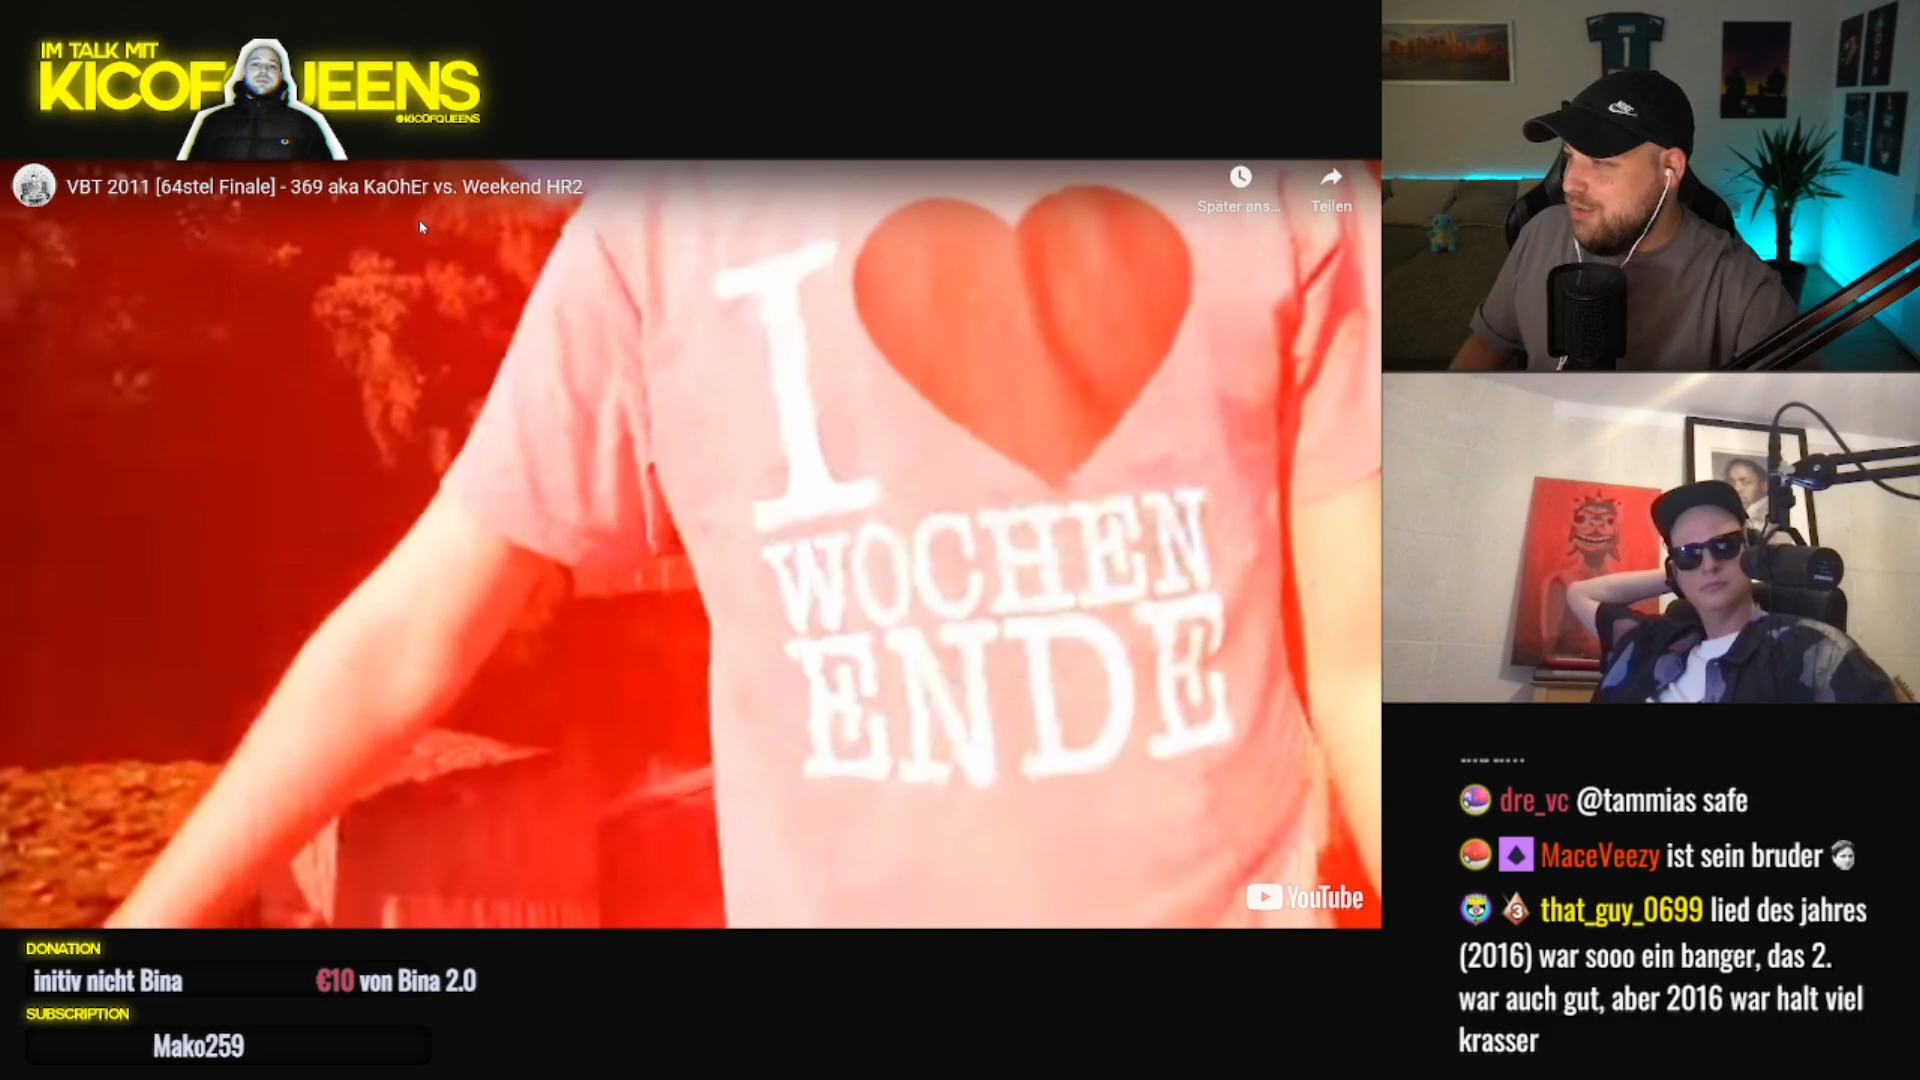 IM TALK MIT
KICOFQUEENS
@KICOFQUEENS
VBT 2011 [64stel Finale] - 369 aka KaOhEr vs. Weekend HR2
Später ans...
Teilen
I
WOCHEN
ENDE
YouTube
DONATION
initiv nicht Bina €10 von Bina 2.0
SUBSCRIPTION
Mako259
dre_vc @tammias safe
MaceVeezy ist sein bruder
3 that_guy_0699 lied des jahres
(2016) war sooo ein banger, das 2.
war auch gut, aber 2016 war halt viel
krasser